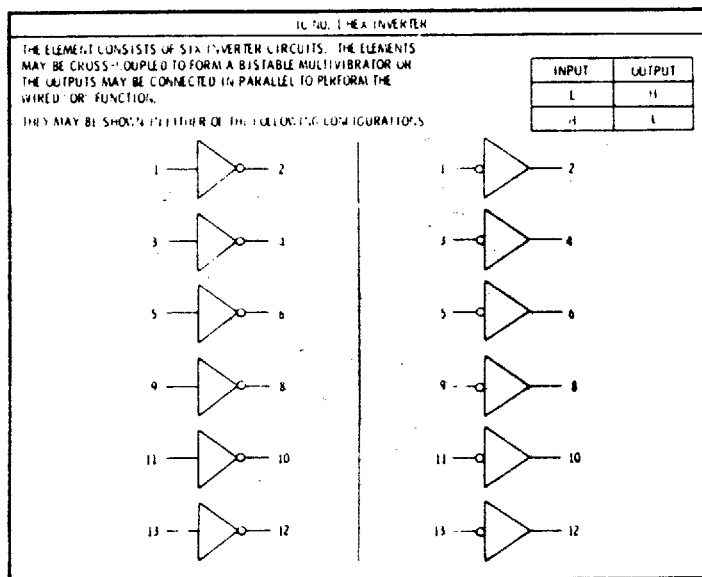 IC NO. 1 HEX INVERTER
THE ELEMENT CONSISTS OF SIX INVERTER CIRCUITS. THE ELEMENTS
MAY BE CROSS-COUPLED TO FORM A BISTABLE MULTIVIBRATOR OR
THE OUTPUTS MAY BE CONNECTED IN PARALLEL TO PERFORM THE
WIRED "OR" FUNCTION.
THEY MAY BE SHOWN IN EITHER OF THE FOLLOWING CONFIGURATIONS
INPUT OUTPUT
L H
H L
1 2 1 2
3 4 3 4
5 6 5 6
9 8 9 8
11 10 11 10
13 12 13 12